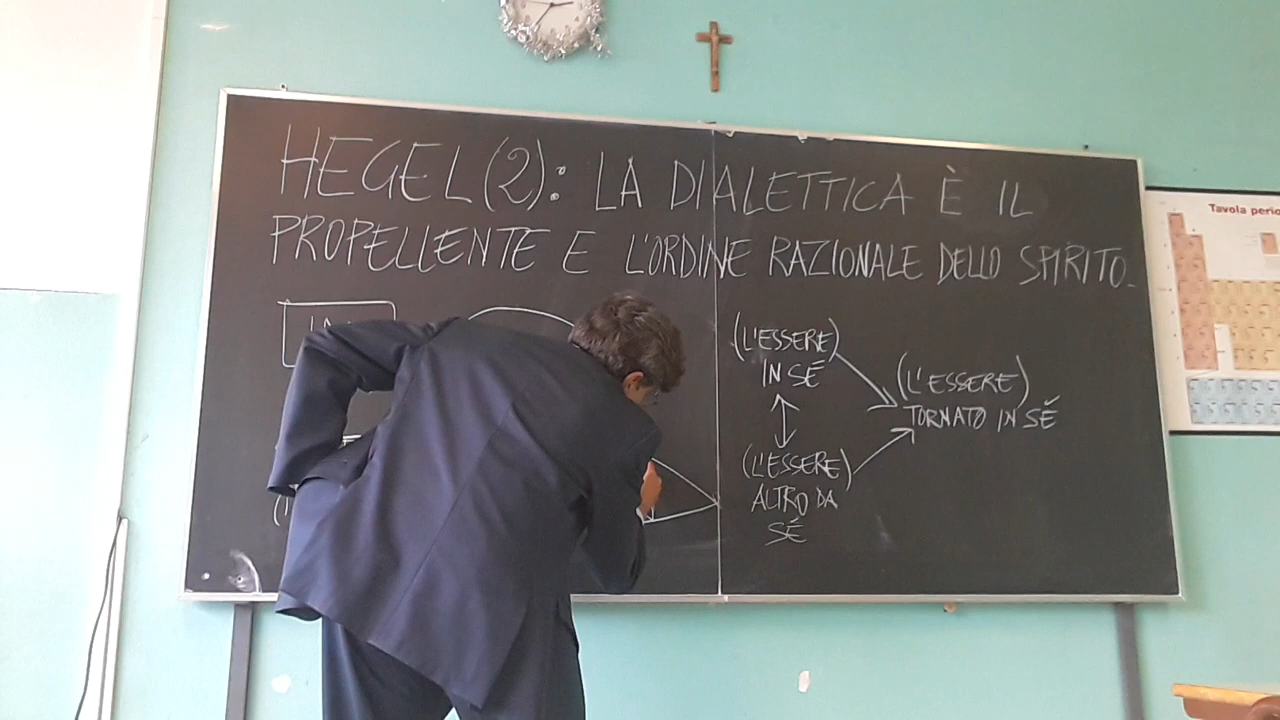 HEGEL (2): LA DIALETTICA È IL
PROPELLENTE E L'ORDINE RAZIONALE DELLO SPIRITO.
(L'ESSERE)
IN SÉ
(L'ESSERE)
ALTRO DA
SÉ
(L'ESSERE)
TORNATO IN SÉ
Tavola perio